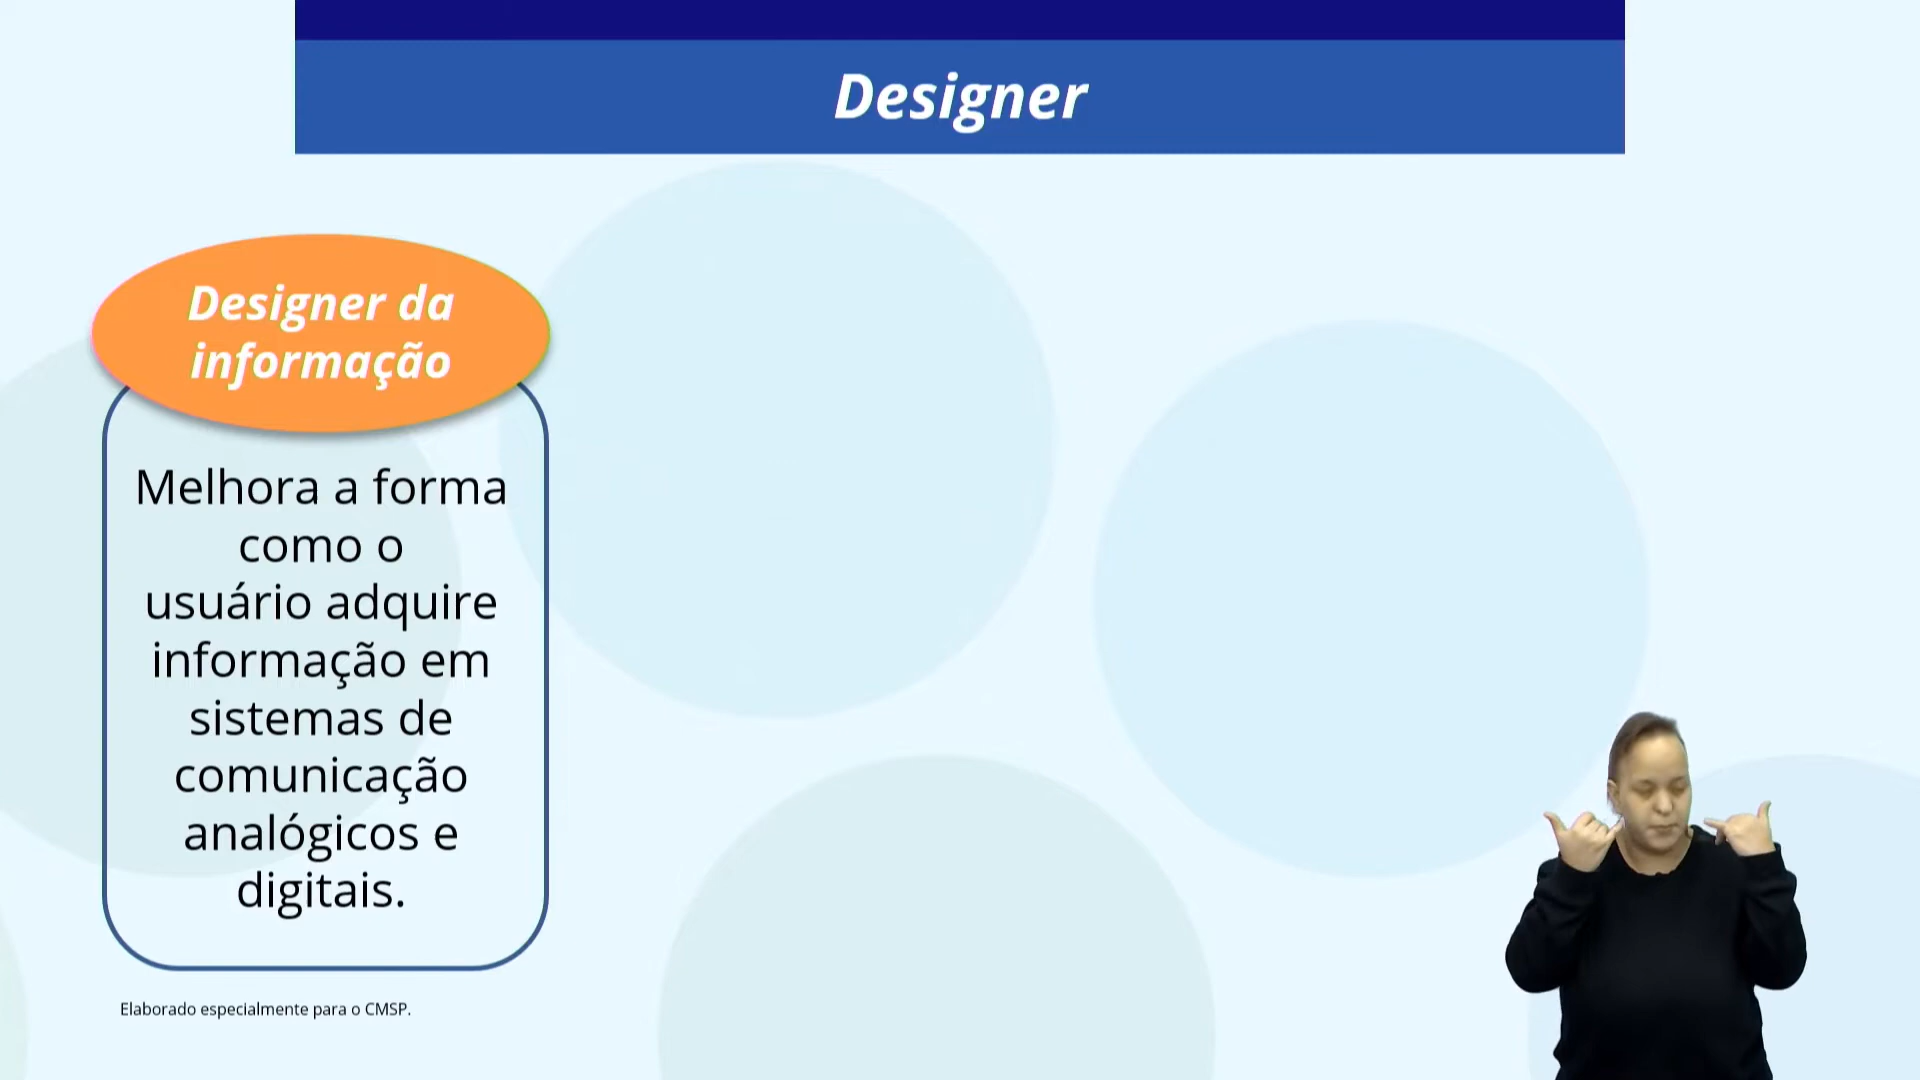 Designer
Designer da
informação
Melhora a forma
como o
usuário adquire
informação em
sistemas de
comunicação
analógicos e
digitais.
Elaborado especialmente para o CMSP.